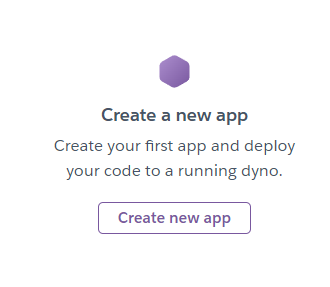 Create a new app
Create your first app and deploy
your code to a running dyno.
Create new app